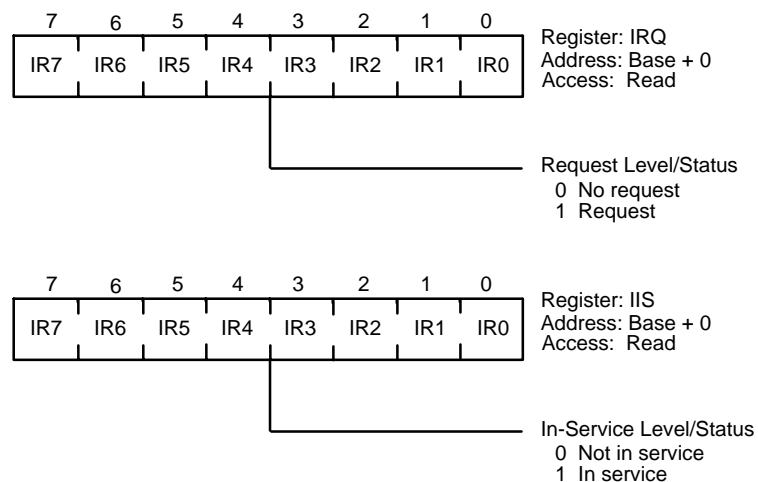 7 6 5 4 3 2 1 0
IR7 IR6 IR5 IR4 IR3 IR2 IR1 IR0
Register: IRQ
Address: Base + 0
Access: Read
Request Level/Status
0 No request
1 Request
7 6 5 4 3 2 1 0
IR7 IR6 IR5 IR4 IR3 IR2 IR1 IR0
Register: IIS
Address: Base + 0
Access: Read
In-Service Level/Status
0 Not in service
1 In service